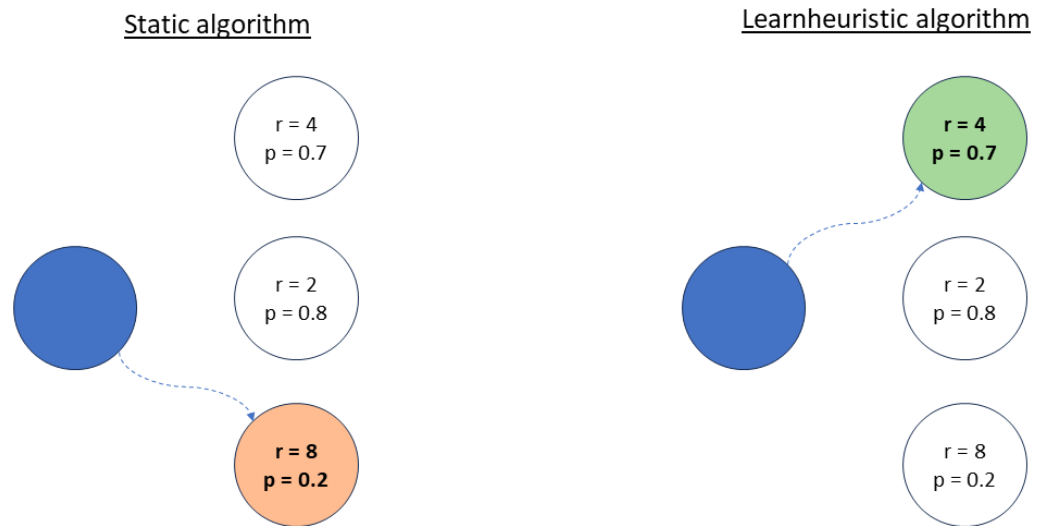 Static algorithm
r = 4
p = 0.7
r = 2
p = 0.8
r = 8
p = 0.2
Learnheuristic algorithm
r = 4
p = 0.7
r = 2
p = 0.8
r = 8
p = 0.2